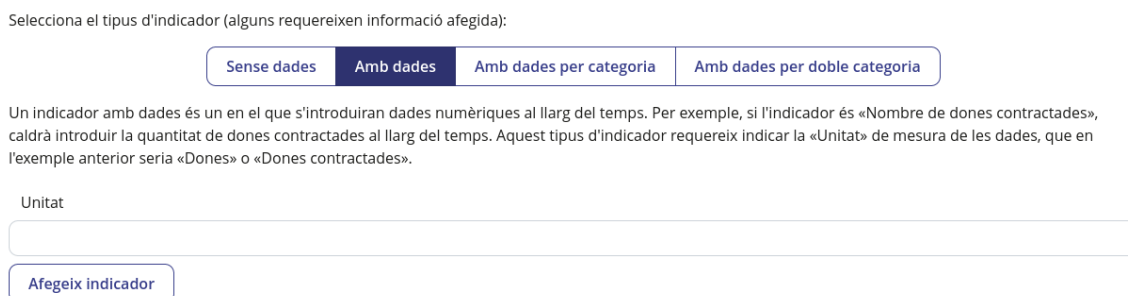 Selecciona el tipus d'indicador (alguns requereixen informació afegida):
Sense dades Amb dades Amb dades per categoria Amb dades per doble categoria
Un indicador amb dades és un en el que s'introduiran dades numèriques al llarg del temps. Per exemple, si l'indicador és «Nombre de dones contractades»,
caldrà introduir la quantitat de dones contractades al llarg del temps. Aquest tipus d'indicador requereix indicar la «Unitat» de mesura de les dades, que en
l'exemple anterior seria «Dones» o «Dones contractades».
Unitat
Afegeix indicador